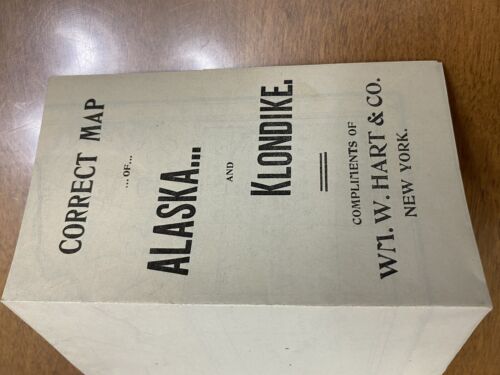 CORRECT MAP
...OF...
ALASKA...
AND
KLONDIKE.
COMPLIMENTS OF
WM. W. HART & CO.
NEW YORK.